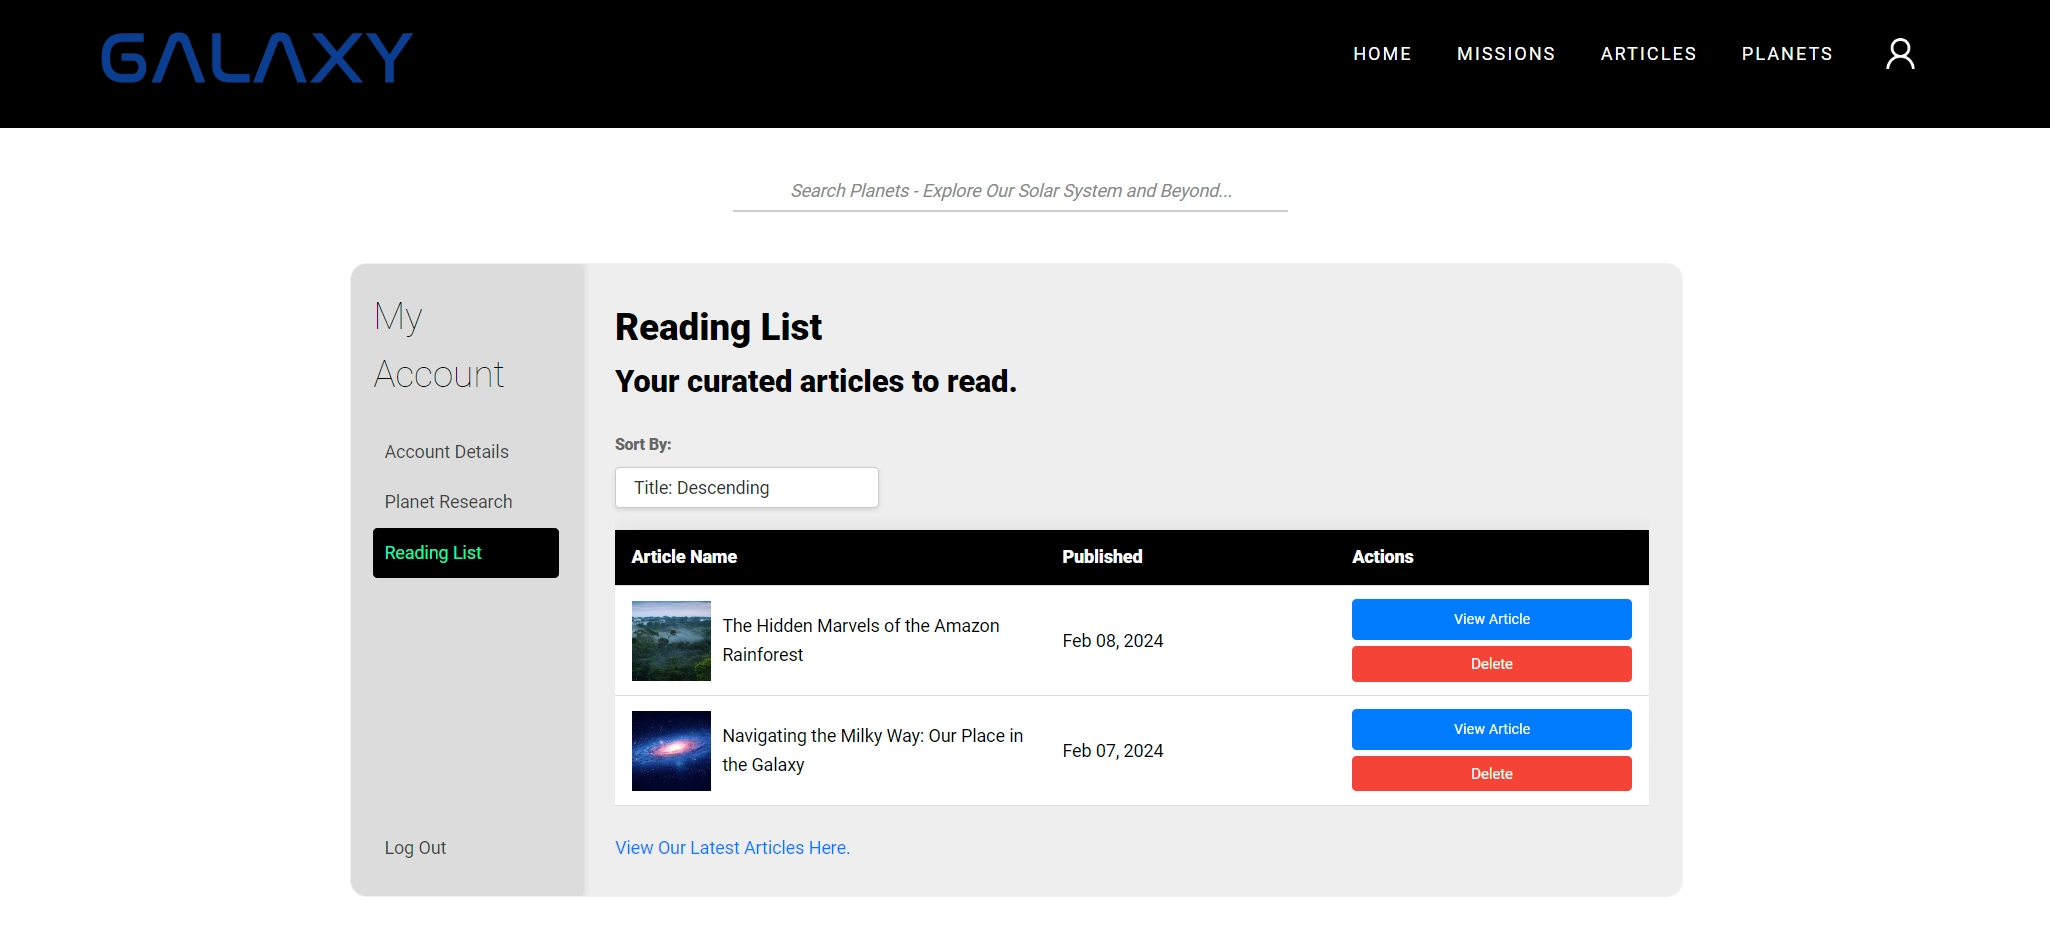 GALAXY
HOME MISSIONS ARTICLES PLANETS
Search Planets - Explore Our Solar System and Beyond...
My
Account
Account Details
Planet Research
Reading List
Log Out
Reading List
Your curated articles to read.
Sort By:
Title: Descending
Article Name Published Actions
The Hidden Marvels of the Amazon
Rainforest
Feb 08, 2024
View Article
Delete
Navigating the Milky Way: Our Place in
the Galaxy
Feb 07, 2024
View Article
Delete
View Our Latest Articles Here.